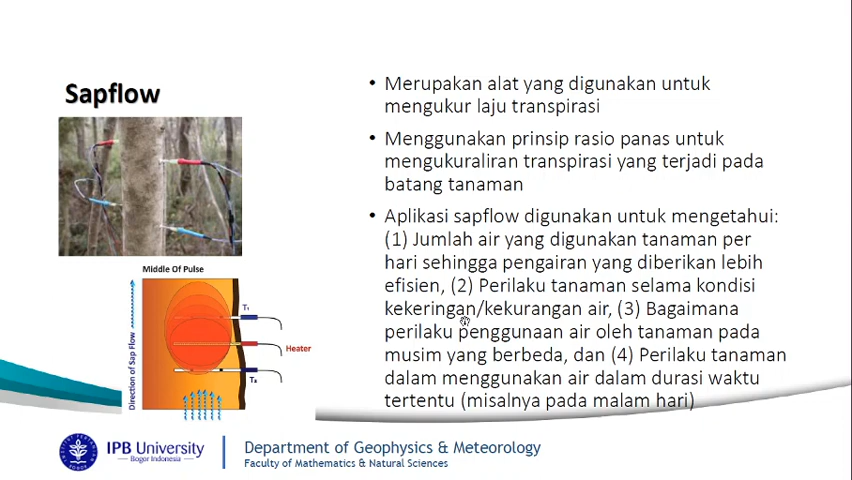 Sapflow
Middle Of Pulse
Direction of Sap Flow
T₁
Heater
• Merupakan alat yang digunakan untuk
mengukur laju transpirasi
• Menggunakan prinsip rasio panas untuk
mengukuraliran transpirasi yang terjadi pada
batang tanaman
• Aplikasi sapflow digunakan untuk mengetahui:
(1) Jumlah air yang digunakan tanaman per
hari sehingga pengairan yang diberikan lebih
efisien, (2) Perilaku tanaman selama kondisi
kekeringan/kekurangan air, (3) Bagaimana
perilaku penggunaan air oleh tanaman pada
musim yang berbeda, dan (4) Perilaku tanaman
dalam menggunakan air dalam durasi waktu
tertentu (misalnya pada malam hari)
IPB University
Bogor Indonesia
Department of Geophysics & Meteorology
Faculty of Mathematics & Natural Sciences